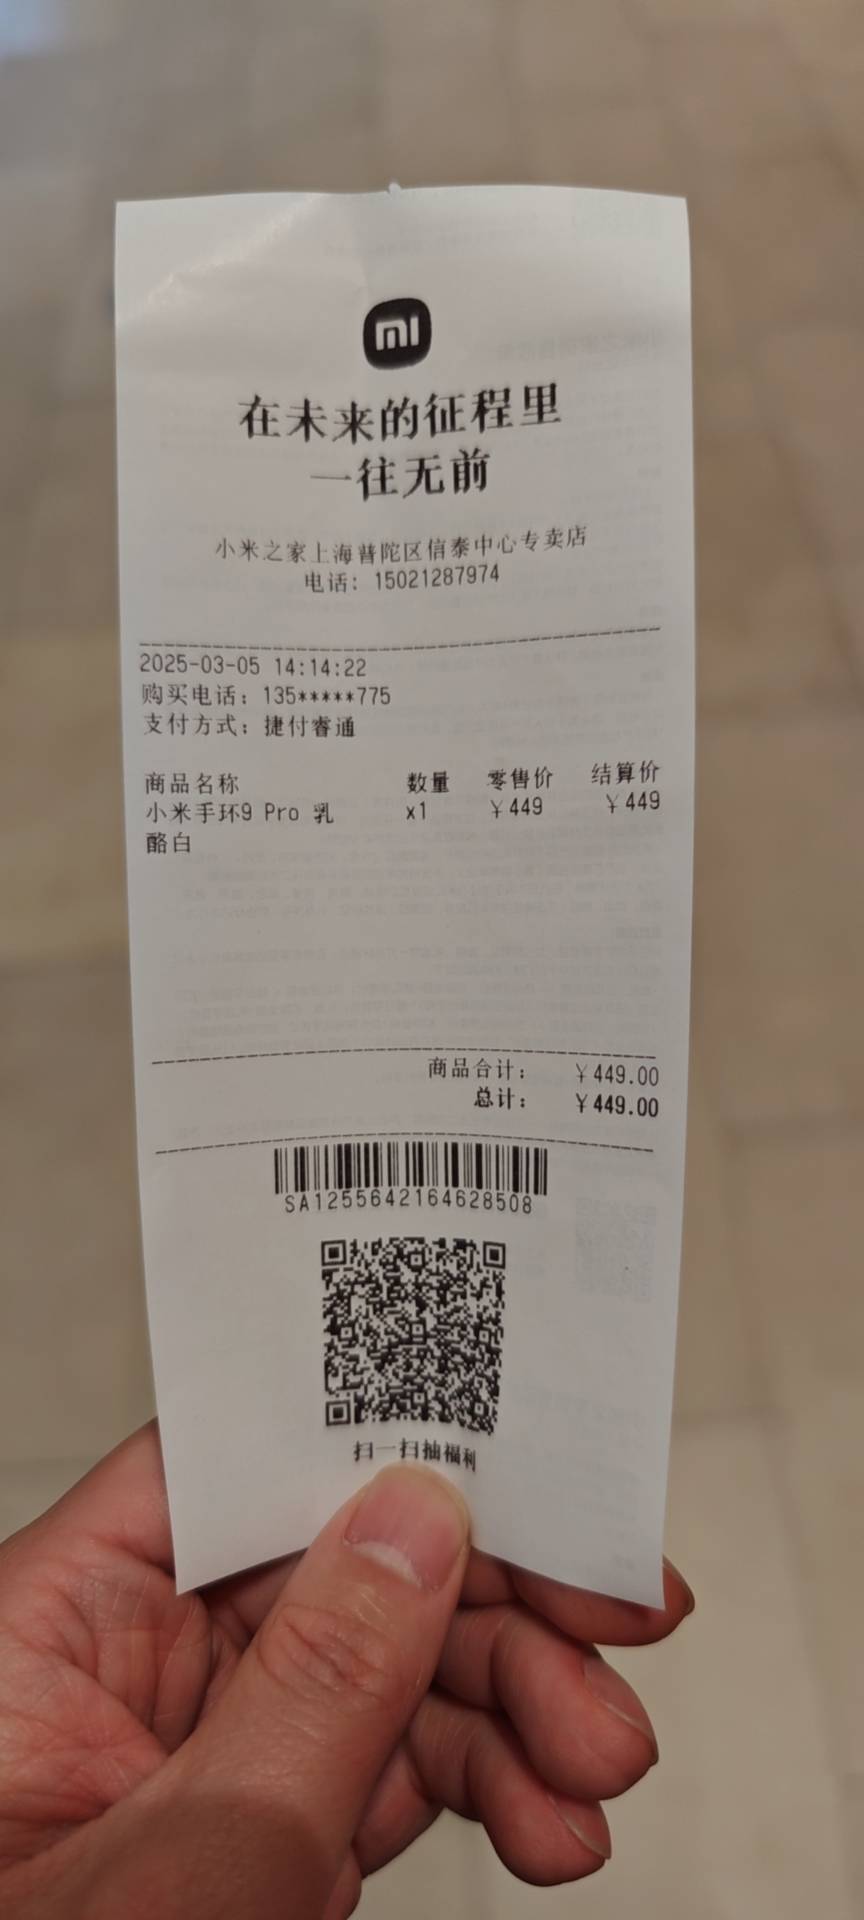 mi
在未来的征程里
一往无前
小米之家上海普陀区信泰中心专卖店
电话: 15021287974
2025-03-05 14:14:22
购买电话: 135*****775
支付方式: 捷付睿通
商品名称 数量 零售价 结算价
小米手环9 Pro 乳 x1 ￥449 ￥449
酪白
商品合计: ￥449.00
总计: ￥449.00
SA12556421646285​08
扫一扫抽福利